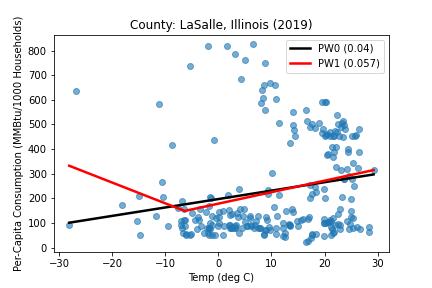 County: LaSalle, Illinois (2019)
PW0 (0.04)
PW1 (0.057)
Per-Capita Consumption (MMBtu/1000 Households)
800
700
600
500
400
300
200
100
0
−30 −20 −10 0 10 20 30
Temp (deg C)